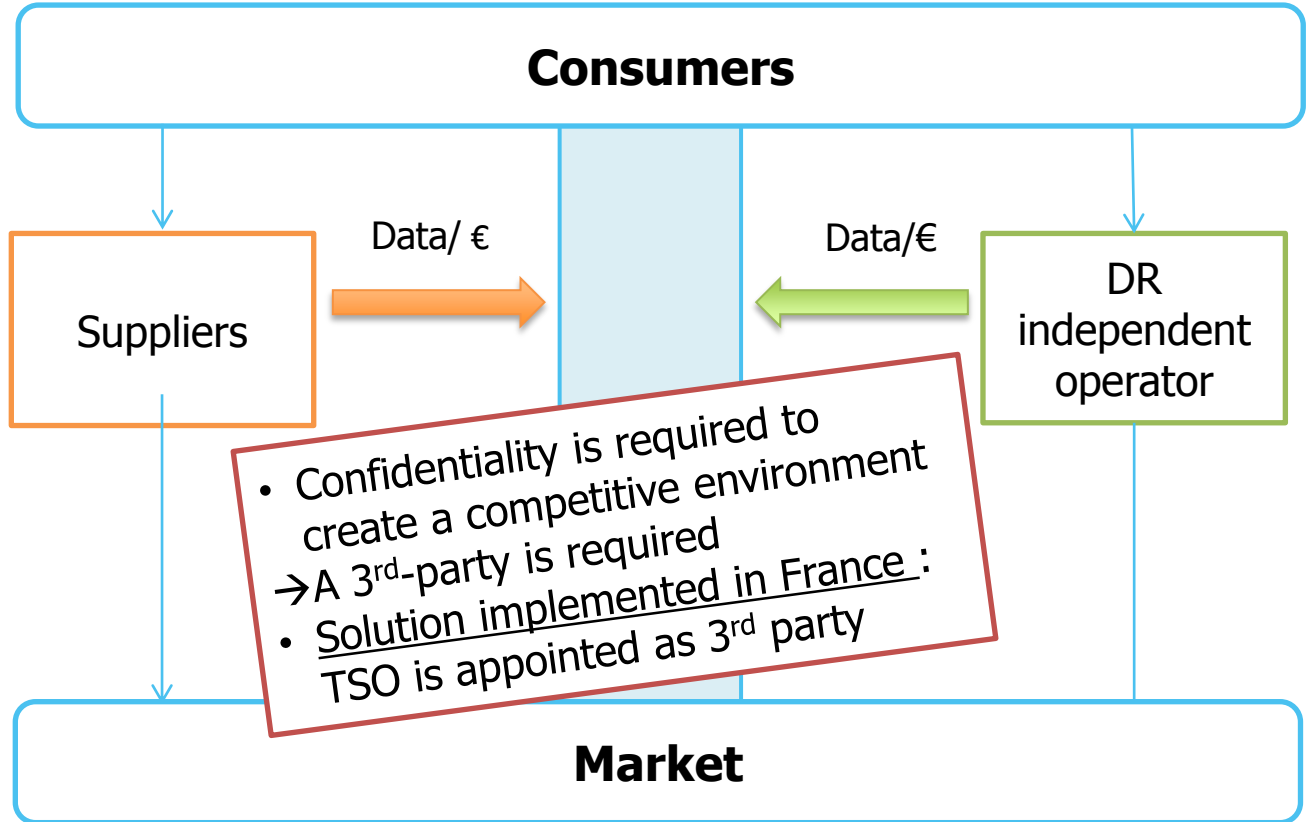 Consumers
Data/ €
Data/€
Suppliers
DR
independent
operator
• Confidentiality is required to
create a competitive environment
→A 3rd-party is required
• Solution implemented in France :
TSO is appointed as 3rd party
Market